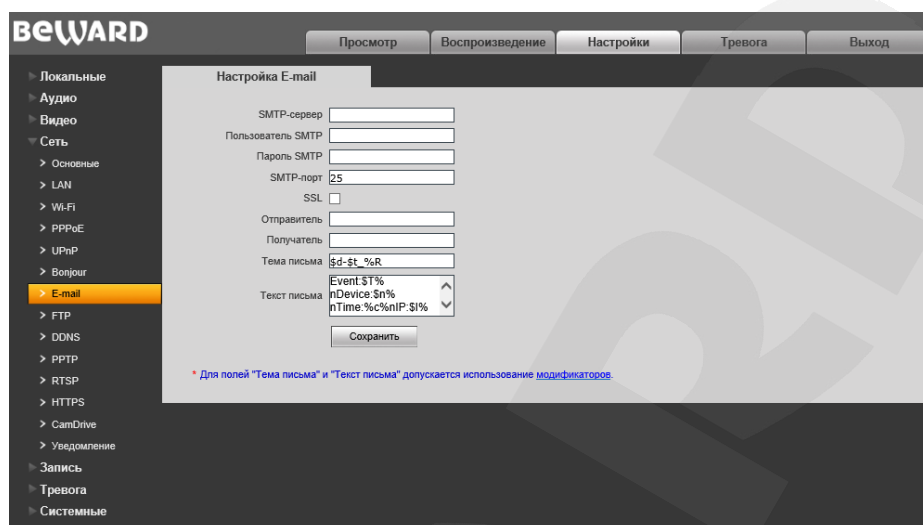 BEWARD
Просмотр
Воспроизведение
Настройки
Тревога
Выход
Локальные
Аудио
Видео
Сеть
Основные
LAN
Wi-Fi
PPPoE
UPnP
Bonjour
E-mail
FTP
DDNS
PPTP
RTSP
HTTPS
CamDrive
Уведомление
Запись
Тревога
Системные
Настройка E-mail
SMTP-сервер
Пользователь SMTP
Пароль SMTP
SMTP-порт 25
SSL
Отправитель
Получатель
Тема письма $d-$t_%R
Текст письма
Event:$T%
nDevice:$n%
nTime:%c%nIP:$I%
Сохранить
* Для полей "Тема письма" и "Текст письма" допускается использование модификаторов.